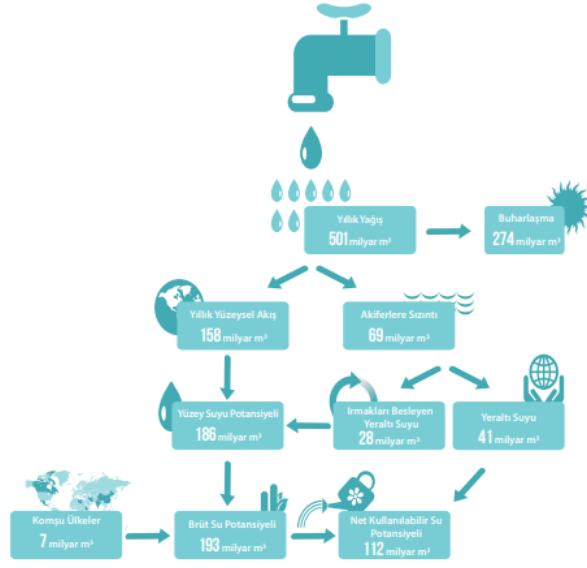 Yıllık Yağış
501 milyar m³
Buharlaşma
274 milyar m³
Yıllık Yüzeysel Akış
158 milyar m³
Akiferlere Sızıntı
69 milyar m³
Yüzey Suyu Potansiyeli
186 milyar m³
Irmakları Besleyen
Yeraltı Suyu
28 milyar m³
Yeraltı Suyu
41 milyar m³
Komşu Ülkeler
7 milyar m³
Brüt Su Potansiyeli
193 milyar m³
Net Kullanılabilir Su
Potansiyeli
112 milyar m³